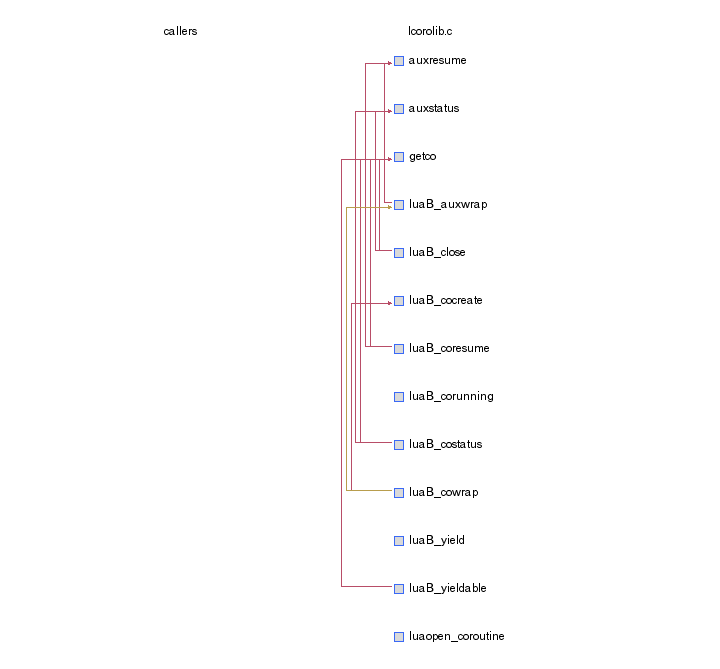 callers
lcorolib.c
auxresume
auxstatus
getco
luaB_auxwrap
luaB_close
luaB_cocreate
luaB_coresume
luaB_corunning
luaB_costatus
luaB_cowrap
luaB_yield
luaB_yieldable
luaopen_coroutine